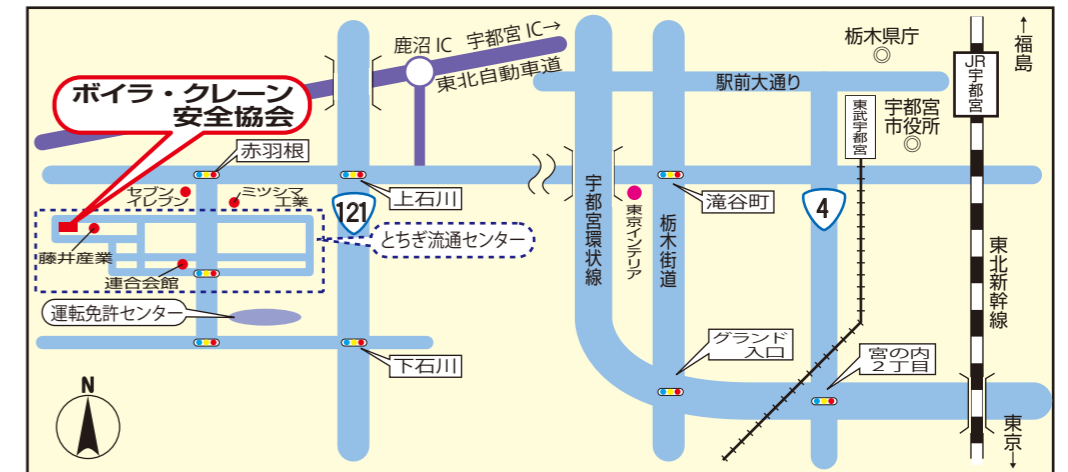 鹿沼 IC
宇都宮 IC→
東北自動車道
ボイラ・クレーン
安全協会
赤羽根
セブン
イレブン
ミツシマ
工業
上石川
121
とちぎ流通センター
藤井産業
連合会館
運転免許センター
下石川
N
宇都宮環状線
東京インテリア
栃木街道
滝谷町
駅前大通り
栃木県庁
◎
東武宇都宮
宇都宮
市役所
◎
JR
宇都宮
←福島
4
東北新幹線
グランド
入口
宮の内
2丁目
東京→